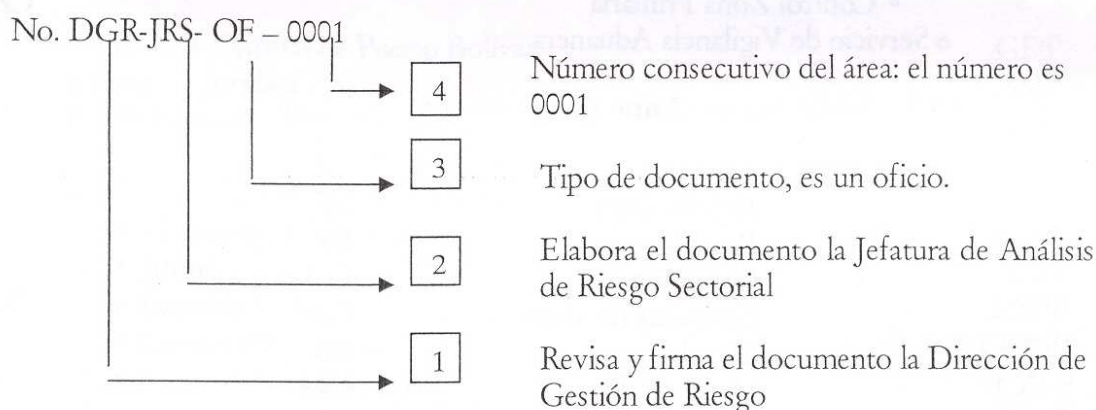 No. DGR-JRS- OF – 0001
4
Número consecutivo del área: el número es
0001
3
Tipo de documento, es un oficio.
2
Elabora el documento la Jefatura de Análisis
de Riesgo Sectorial
1
Revisa y firma el documento la Dirección de
Gestión de Riesgo